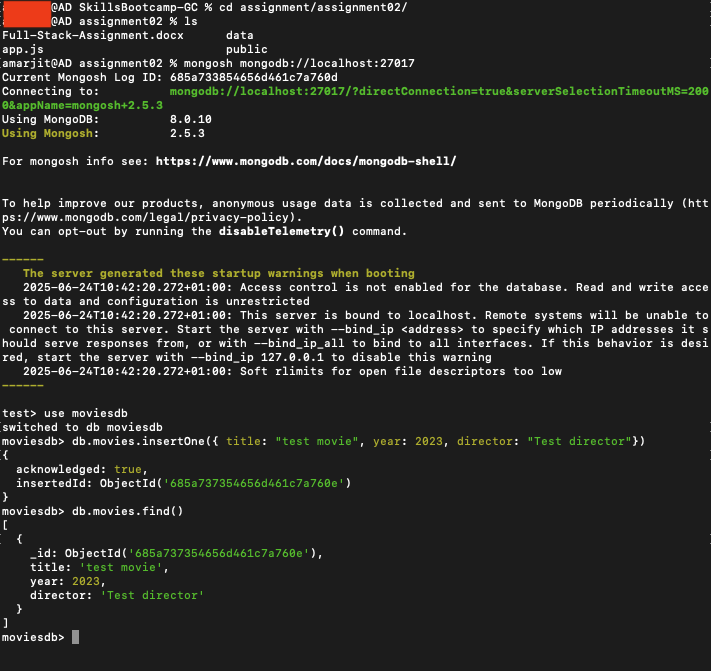 @AD SkillsBootcamp-GC % cd assignment/assignment02/
@AD assignment02 % ls
Full-Stack-Assignment.docx data
app.js public
[amarjit@AD assignment02 % mongosh mongodb://localhost:27017
Current Mongosh Log ID: 685a733854656d461c7a760d
Connecting to: mongodb://localhost:27017/?directConnection=true&serverSelectionTimeoutMS=200
0&appName=mongosh+2.5.3
Using MongoDB: 8.0.10
Using Mongosh: 2.5.3
For mongosh info see: https://www.mongodb.com/docs/mongodb-shell/
To help improve our products, anonymous usage data is collected and sent to MongoDB periodically (htt
ps://www.mongodb.com/legal/privacy-policy).
You can opt-out by running the disableTelemetry() command.
------
The server generated these startup warnings when booting
2025-06-24T10:42:20.272+01:00: Access control is not enabled for the database. Read and write acce
ss to data and configuration is unrestricted
2025-06-24T10:42:20.272+01:00: This server is bound to localhost. Remote systems will be unable to
connect to this server. Start the server with --bind_ip <address> to specify which IP addresses it s
hould serve responses from, or with --bind_ip_all to bind to all interfaces. If this behavior is desi
red, start the server with --bind_ip 127.0.0.1 to disable this warning
2025-06-24T10:42:20.272+01:00: Soft rlimits for open file descriptors too low
------
test> use moviesdb
[switched to db moviesdb
moviesdb> db.movies.insertOne({ title: "test movie", year: 2023, director: "Test director"})
[{
acknowledged: true,
insertedId: ObjectId('685a737354656d461c7a760e')
}
moviesdb> db.movies.find()
[
[ {
_id: ObjectId('685a737354656d461c7a760e'),
title: 'test movie',
year: 2023,
director: 'Test director'
}
]
moviesdb>